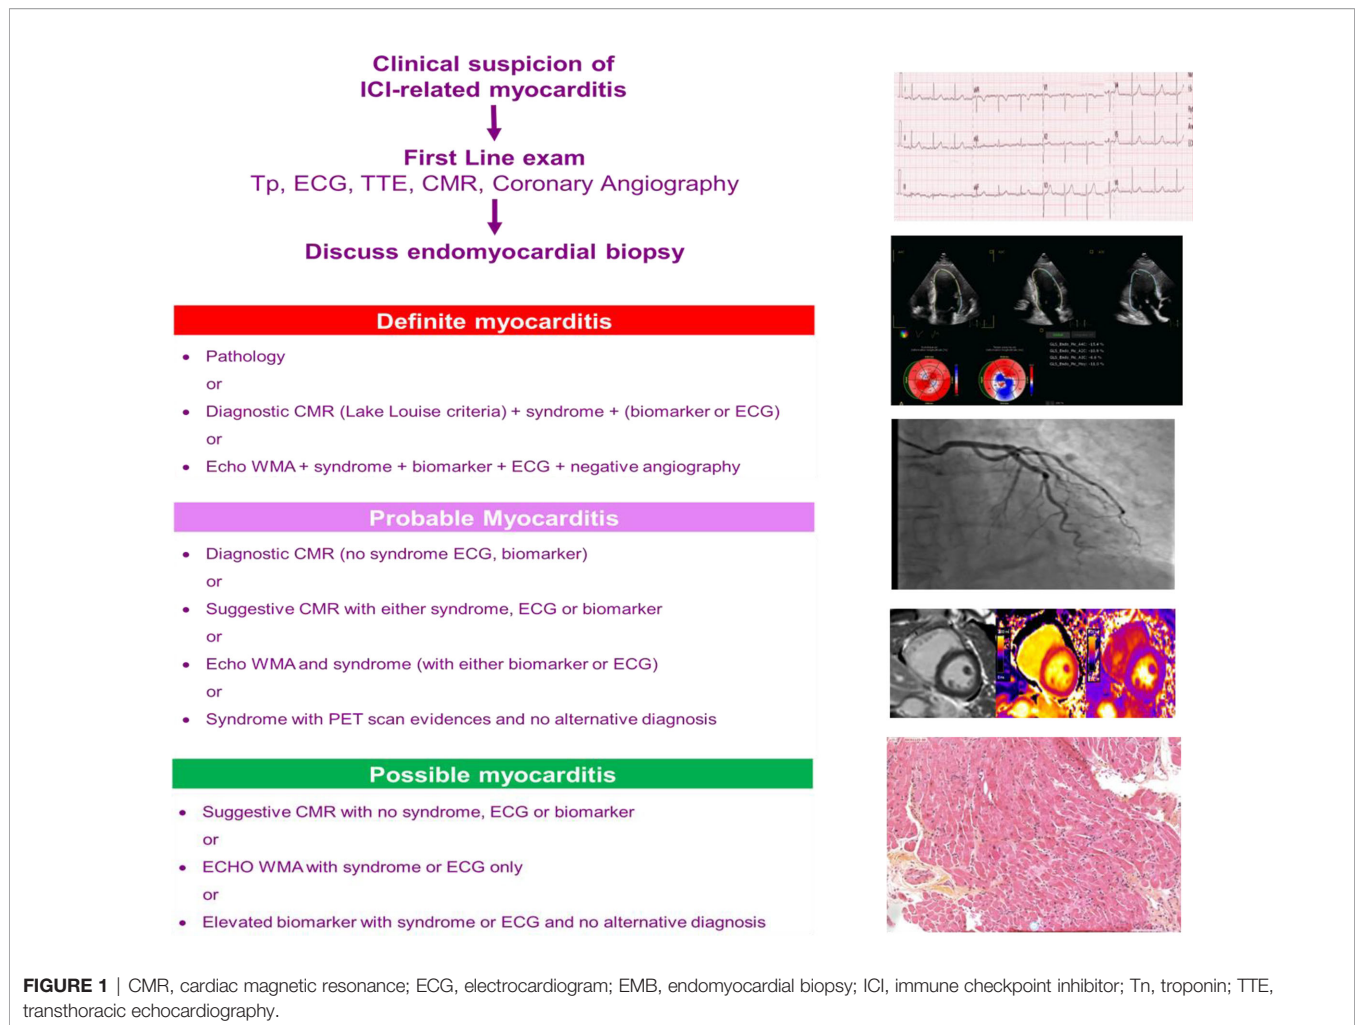 Clinical suspicion of
ICI-related myocarditis
First Line exam
Tp, ECG, TTE, CMR, Coronary Angiography
Discuss endomyocardial biopsy
Definite myocarditis
• Pathology
or
• Diagnostic CMR (Lake Louise criteria) + syndrome + (biomarker or ECG)
or
• Echo WMA + syndrome + biomarker + ECG + negative angiography
Probable Myocarditis
• Diagnostic CMR (no syndrome ECG, biomarker)
or
• Suggestive CMR with either syndrome, ECG or biomarker
or
• Echo WMA and syndrome (with either biomarker or ECG)
or
• Syndrome with PET scan evidences and no alternative diagnosis
Possible myocarditis
• Suggestive CMR with no syndrome, ECG or biomarker
or
• ECHO WMA with syndrome or ECG only
or
• Elevated biomarker with syndrome or ECG and no alternative diagnosis
FIGURE 1 | CMR, cardiac magnetic resonance; ECG, electrocardiogram; EMB, endomyocardial biopsy; ICI, immune checkpoint inhibitor; Tn, troponin; TTE,
transthoracic echocardiography.